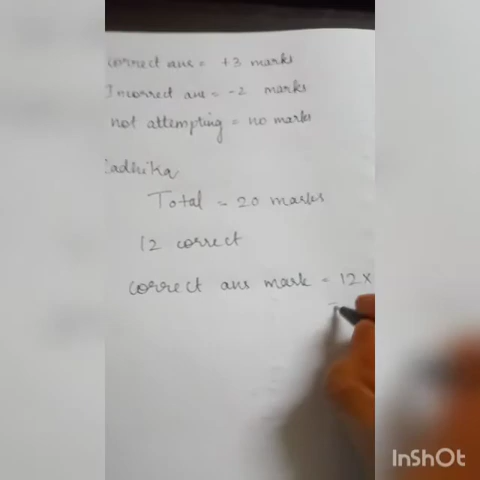 correct ans = +3 marks
Incorrect ans = -2 marks
not attempting = no marks
Radhika
Total = 20 marks
12 correct
correct ans mark = 12 x
InShOt